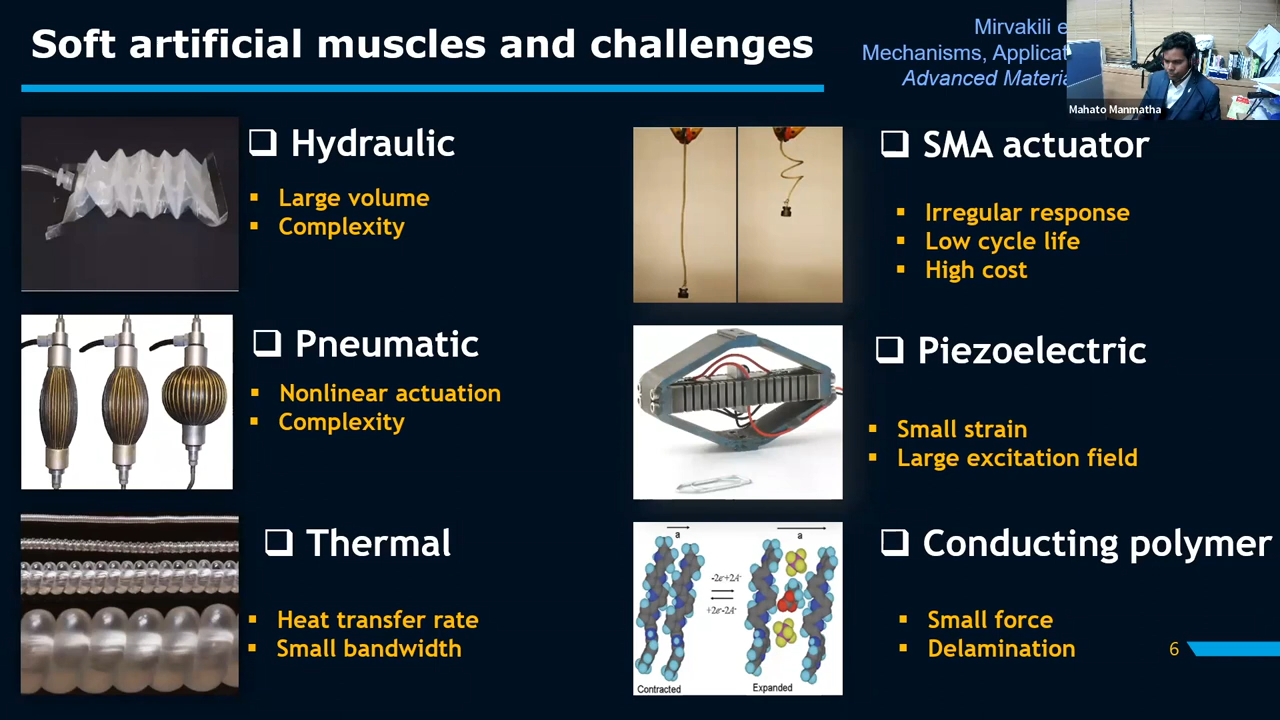 Soft artificial muscles and challenges
Mirvakili e
Mechanisms, Applicat
Advanced Materia
Mahato Manmatha
❑ Hydraulic
▪ Large volume
▪ Complexity
❑ Pneumatic
▪ Nonlinear actuation
▪ Complexity
❑ Thermal
▪ Heat transfer rate
▪ Small bandwidth
❑ SMA actuator
▪ Irregular response
▪ Low cycle life
▪ High cost
❑ Piezoelectric
▪ Small strain
▪ Large excitation field
❑ Conducting polymer
▪ Small force
▪ Delamination
a
a
-2e⁻+2A⁻
+2e⁻-2A⁻
Contracted
Expanded
6